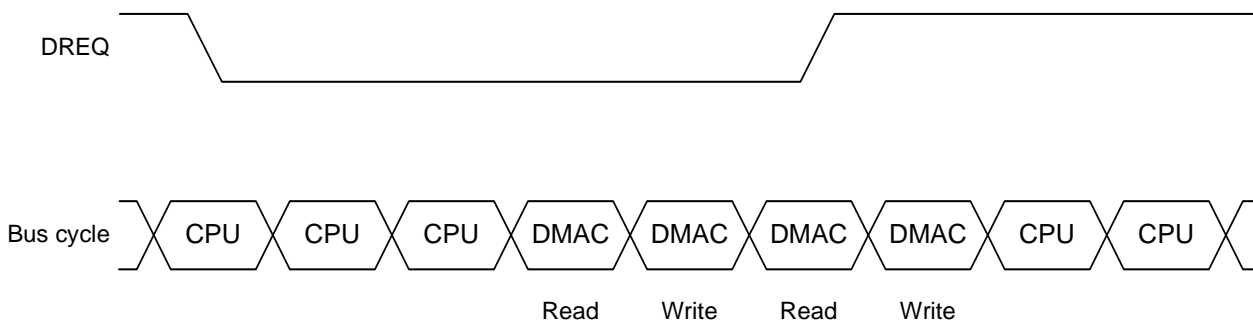 DREQ
Bus cycle CPU CPU CPU DMAC DMAC DMAC DMAC CPU CPU
Read Write Read Write